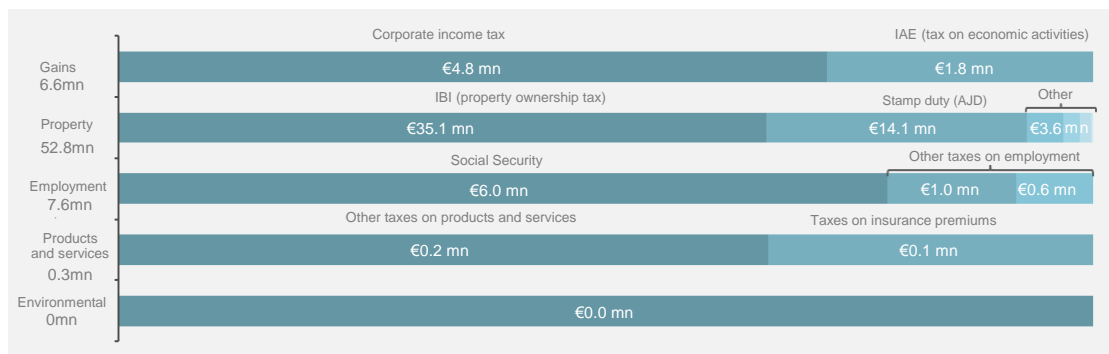 Corporate income tax IAE (tax on economic activities)
Gains
6.6mn
€4.8 mn €1.8 mn
IBI (property ownership tax) Stamp duty (AJD) Other
Property
52.8mn
€35.1 mn €14.1 mn €3.6 mn
Social Security Other taxes on employment
Employment
7.6mn
€6.0 mn €1.0 mn €0.6 mn
Other taxes on products and services Taxes on insurance premiums
Products
and services
0.3mn
€0.2 mn €0.1 mn
Environmental
0mn
€0.0 mn